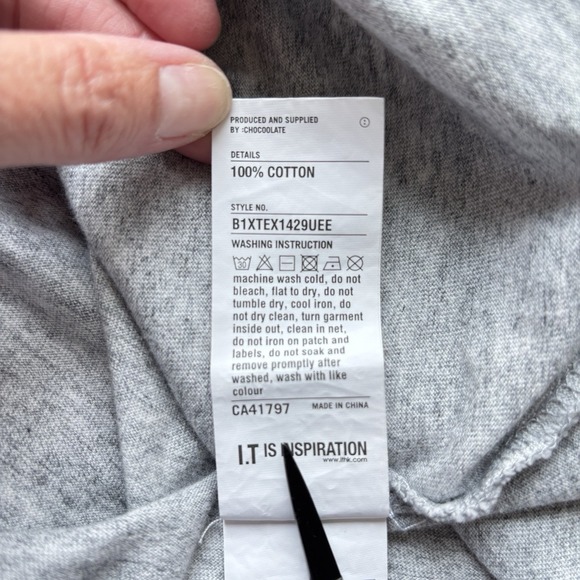 PRODUCED AND SUPPLIED
BY :CHOCOOLATE
DETAILS
100% COTTON
STYLE NO.
B1XTEX1429UEE
WASHING INSTRUCTION
30
machine wash cold, do not
bleach, flat to dry, do not
tumble dry, cool iron, do
not dry clean, turn garment
inside out, clean in net,
do not iron on patch and
labels, do not soak and
remove promptly after
washed, wash with like
colour
CA41797 MADE IN CHINA
I.T IS INSPIRATION
www.ithk.com